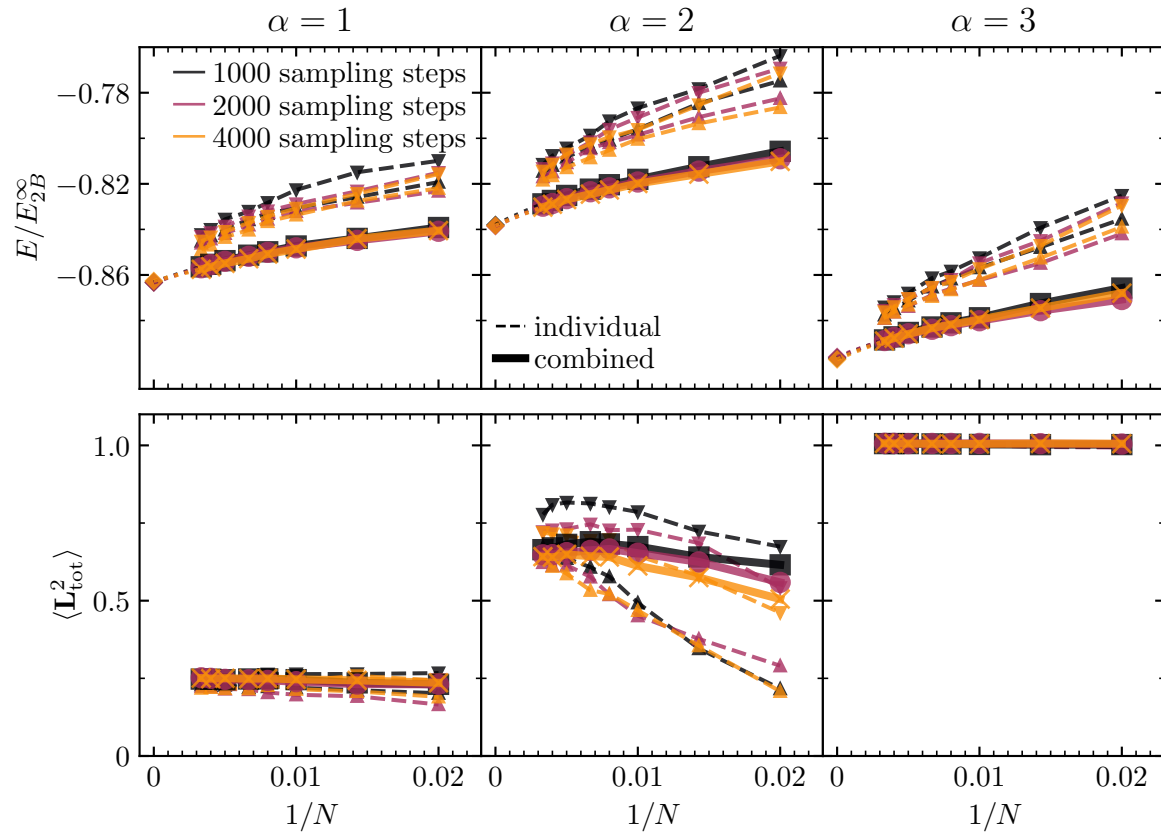 α = 1
α = 2
α = 3
1000 sampling steps
2000 sampling steps
4000 sampling steps
−0.78
−0.82
−0.86
E/E∞2B
individual
combined
1.0
0.5
0
⟨L²tot⟩
0 0.01 0.02
0 0.01 0.02
0 0.01 0.02
1/N
1/N
1/N